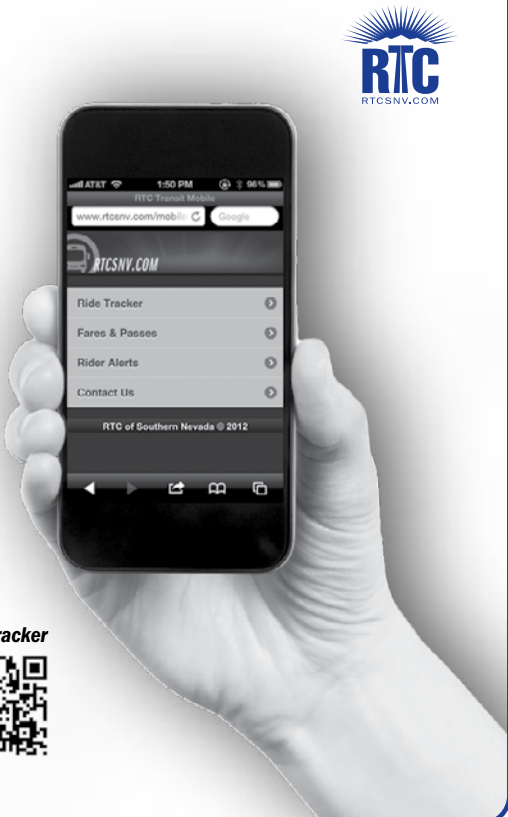 RTC
RTCSNV.COM
AT&T 1:50 PM 96%
RTC Transit Mobile
www.rtcsnv.com/mobile Google
RTCSNV.COM
Ride Tracker
Fares & Passes
Rider Alerts
Contact Us
RTC of Southern Nevada © 2012
racker